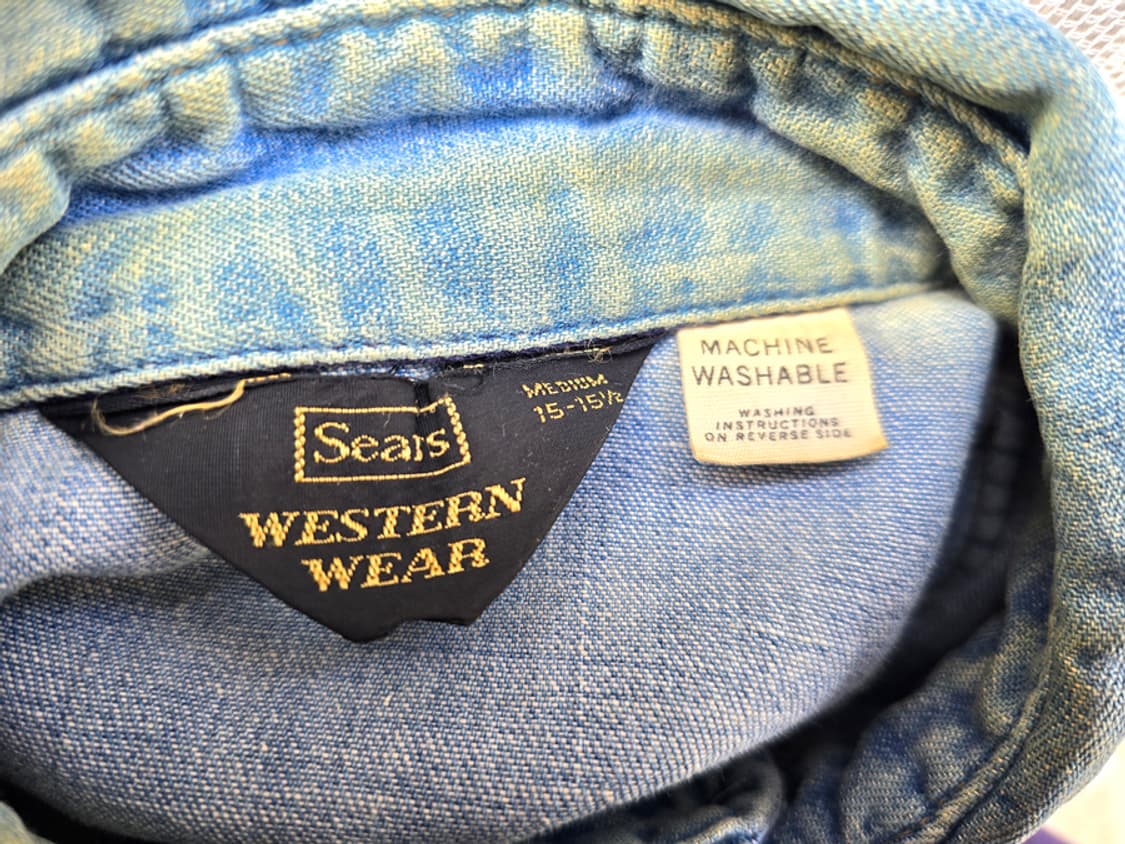 Sears
WESTERN
WEAR
MEDIUM
15-15½
MACHINE
WASHABLE
WASHING
INSTRUCTIONS
ON REVERSE SIDE